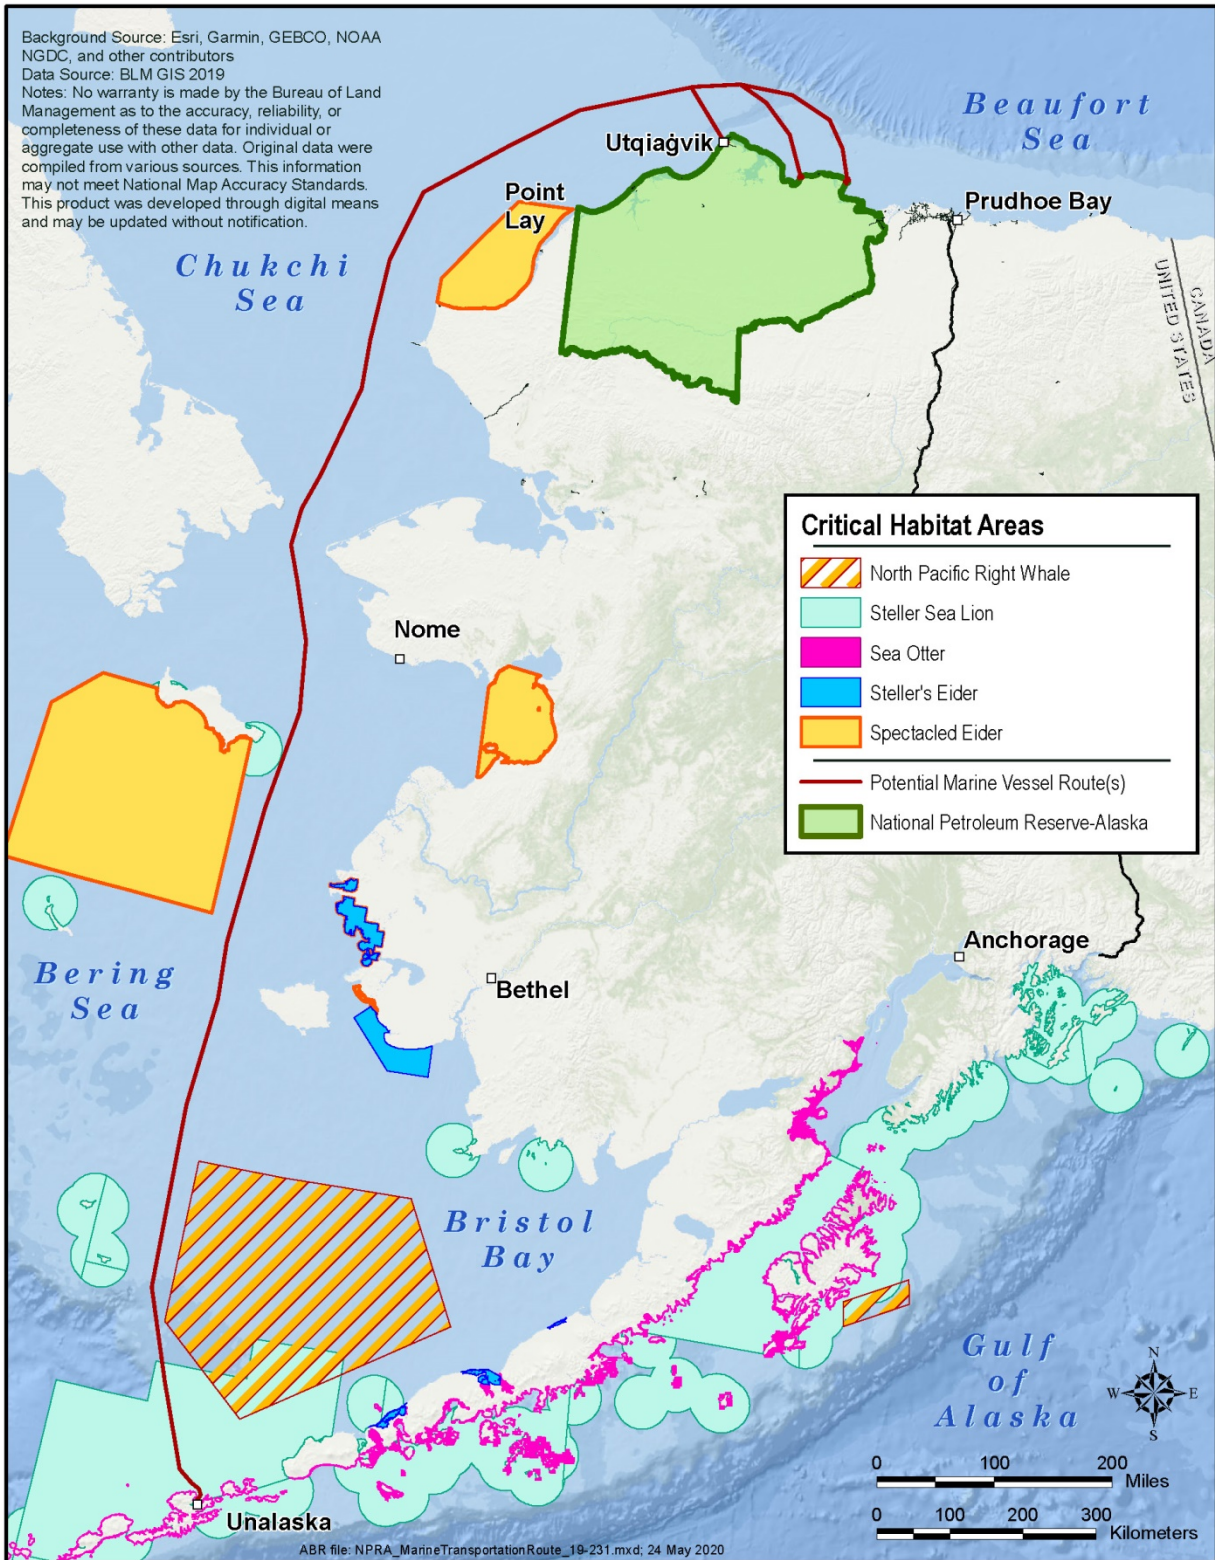 Background Source: Esri, Garmin, GEBCO, NOAA
NGDC, and other contributors
Data Source: BLM GIS 2019
Notes: No warranty is made by the Bureau of Land
Management as to the accuracy, reliability, or
completeness of these data for individual or
aggregate use with other data. Original data were
compiled from various sources. This information
may not meet National Map Accuracy Standards.
This product was developed through digital means
and may be updated without notification.
Beaufort
Sea
Utqiaġvik
Point
Lay
Prudhoe Bay
Chukchi
Sea
CANADA
UNITED STATES
Critical Habitat Areas
North Pacific Right Whale
Steller Sea Lion
Sea Otter
Steller's Eider
Spectacled Eider
Potential Marine Vessel Route(s)
National Petroleum Reserve-Alaska
Nome
Anchorage
Bering
Sea
Bethel
Bristol
Bay
Gulf
of
Alaska
N
W
E
S
0 100 200
Miles
0 100 200 300
Kilometers
Unalaska
ABR file: NPRA_MarineTransportationRoute_19-231.mxd; 24 May 2020